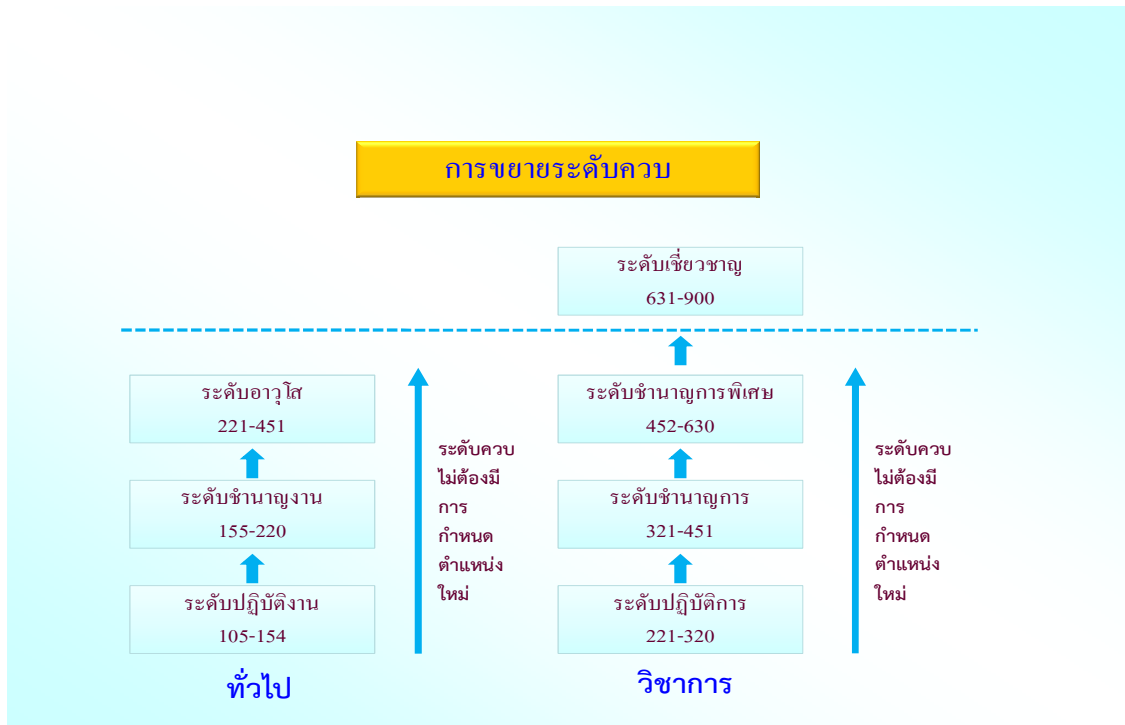 การขยายระดับควบ
ระดับเชี่ยวชาญ
631-900
ระดับอาวุโส
221-451
ระดับชำนาญงาน
155-220
ระดับปฏิบัติงาน
105-154
ทั่วไป
ระดับควบ
ไม่ต้องมี
การ
กำหนด
ตำแหน่ง
ใหม่
ระดับชำนาญการพิเศษ
452-630
ระดับชำนาญการ
321-451
ระดับปฏิบัติการ
221-320
วิชาการ
ระดับควบ
ไม่ต้องมี
การ
กำหนด
ตำแหน่ง
ใหม่